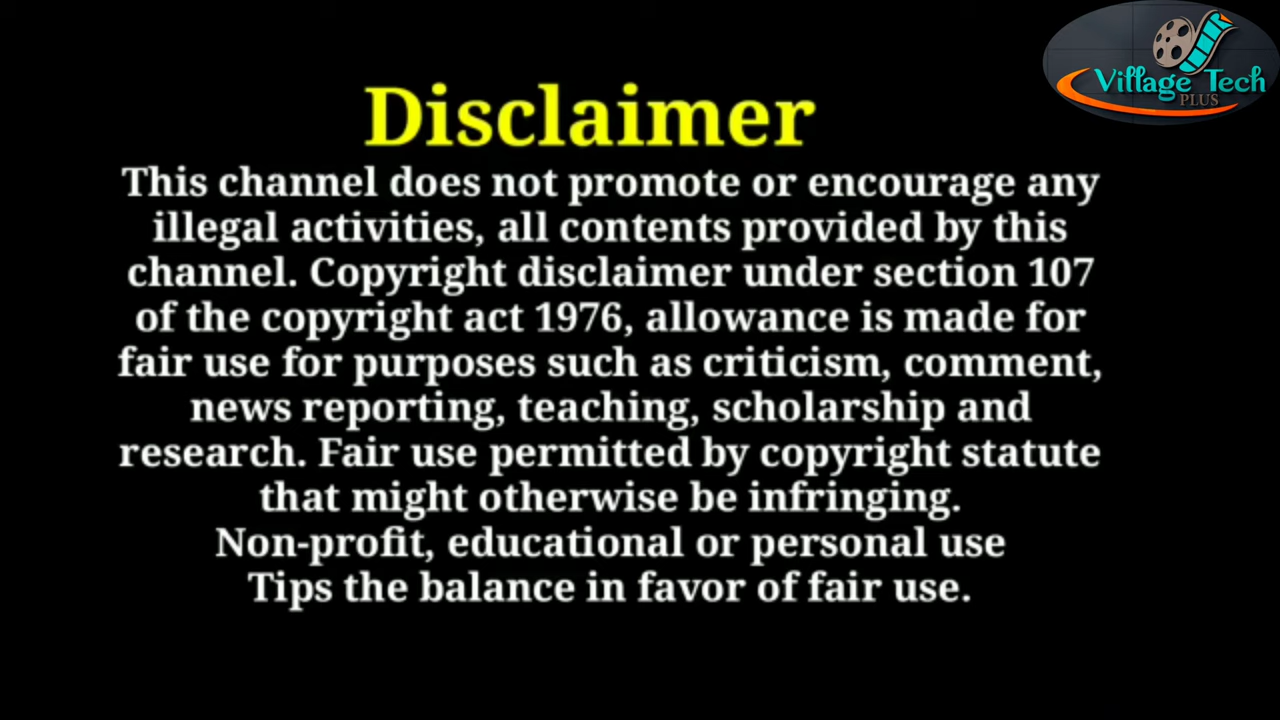 Village Tech
PLUS
Disclaimer
This channel does not promote or encourage any
illegal activities, all contents provided by this
channel. Copyright disclaimer under section 107
of the copyright act 1976, allowance is made for
fair use for purposes such as criticism, comment,
news reporting, teaching, scholarship and
research. Fair use permitted by copyright statute
that might otherwise be infringing.
Non-profit, educational or personal use
Tips the balance in favor of fair use.